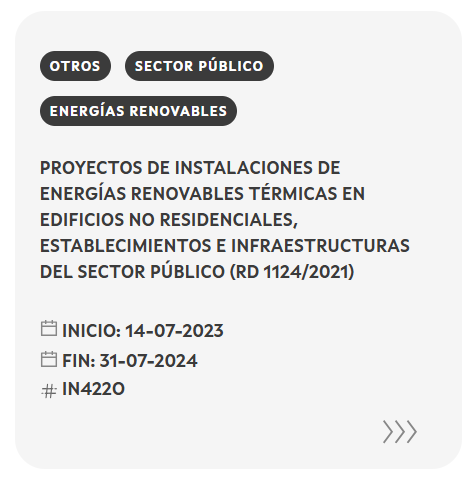 OTROS SECTOR PÚBLICO
ENERGÍAS RENOVABLES
PROYECTOS DE INSTALACIONES DE
ENERGÍAS RENOVABLES TÉRMICAS EN
EDIFICIOS NO RESIDENCIALES,
ESTABLECIMIENTOS E INFRAESTRUCTURAS
DEL SECTOR PÚBLICO (RD 1124/2021)
INICIO: 14-07-2023
FIN: 31-07-2024
# IN422O